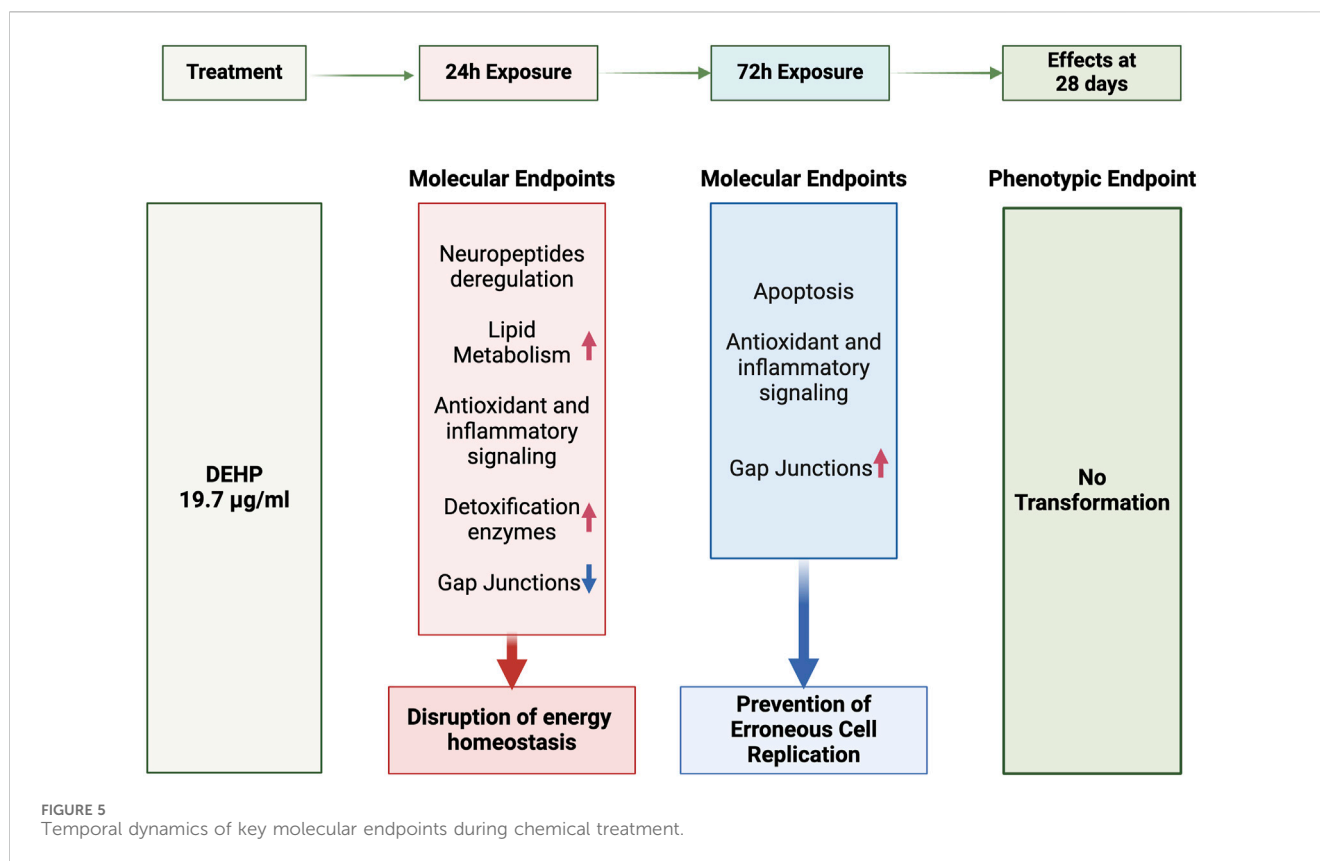 Treatment
24h Exposure
72h Exposure
Effects at
28 days
Molecular Endpoints
Molecular Endpoints
Phenotypic Endpoint
DEHP
19.7 µg/ml
Neuropeptides
deregulation
Lipid
Metabolism
Antioxidant and
inflammatory
signaling
Detoxification
enzymes
Gap Junctions
Disruption of energy
homeostasis
Apoptosis
Antioxidant and
inflammatory
signaling
Gap Junctions
Prevention of
Erroneous Cell
Replication
No
Transformation
FIGURE 5
Temporal dynamics of key molecular endpoints during chemical treatment.